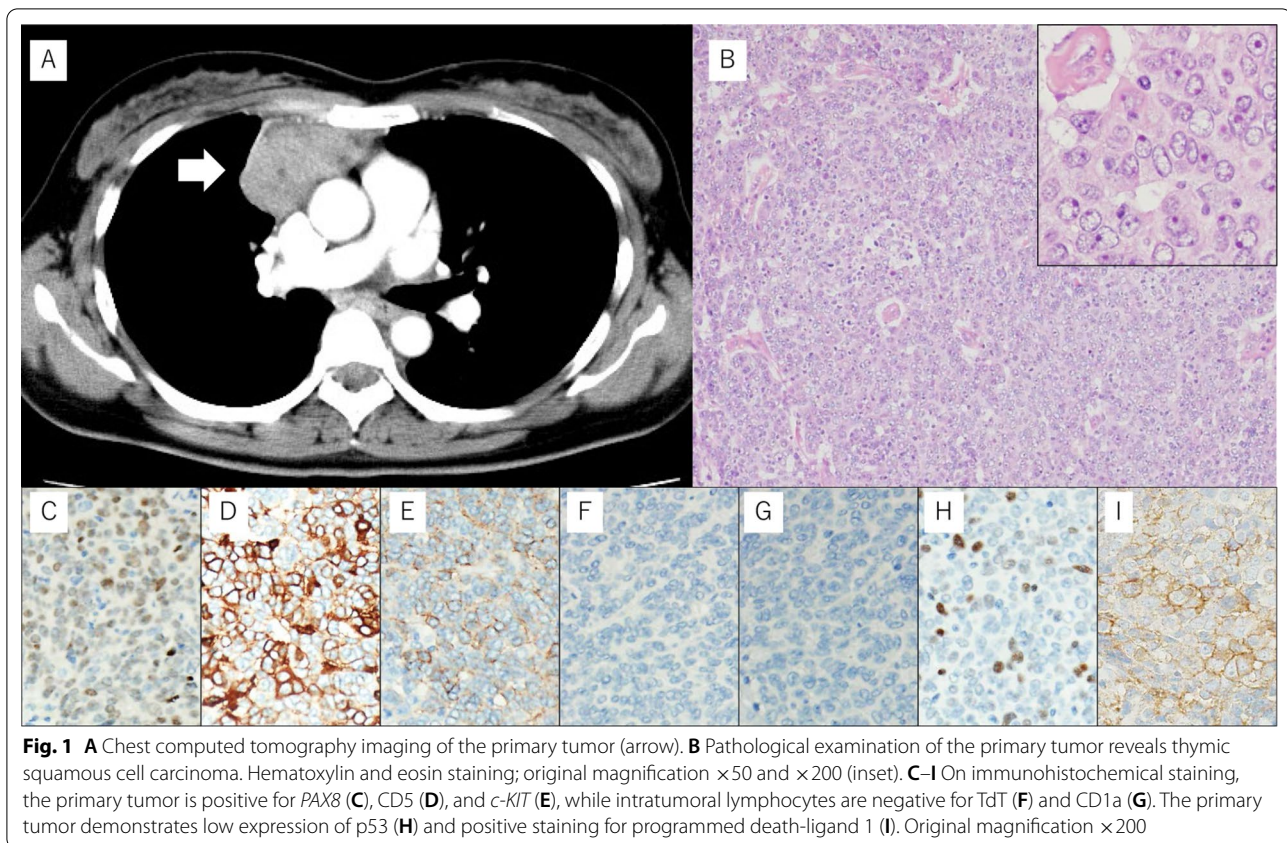 A
B
C
D
E
F
G
H
I
Fig. 1 A Chest computed tomography imaging of the primary tumor (arrow). B Pathological examination of the primary tumor reveals thymic
squamous cell carcinoma. Hematoxylin and eosin staining; original magnification ×50 and ×200 (inset). C–I On immunohistochemical staining,
the primary tumor is positive for PAX8 (C), CD5 (D), and c-KIT (E), while intratumoral lymphocytes are negative for TdT (F) and CD1a (G). The primary
tumor demonstrates low expression of p53 (H) and positive staining for programmed death-ligand 1 (I). Original magnification ×200